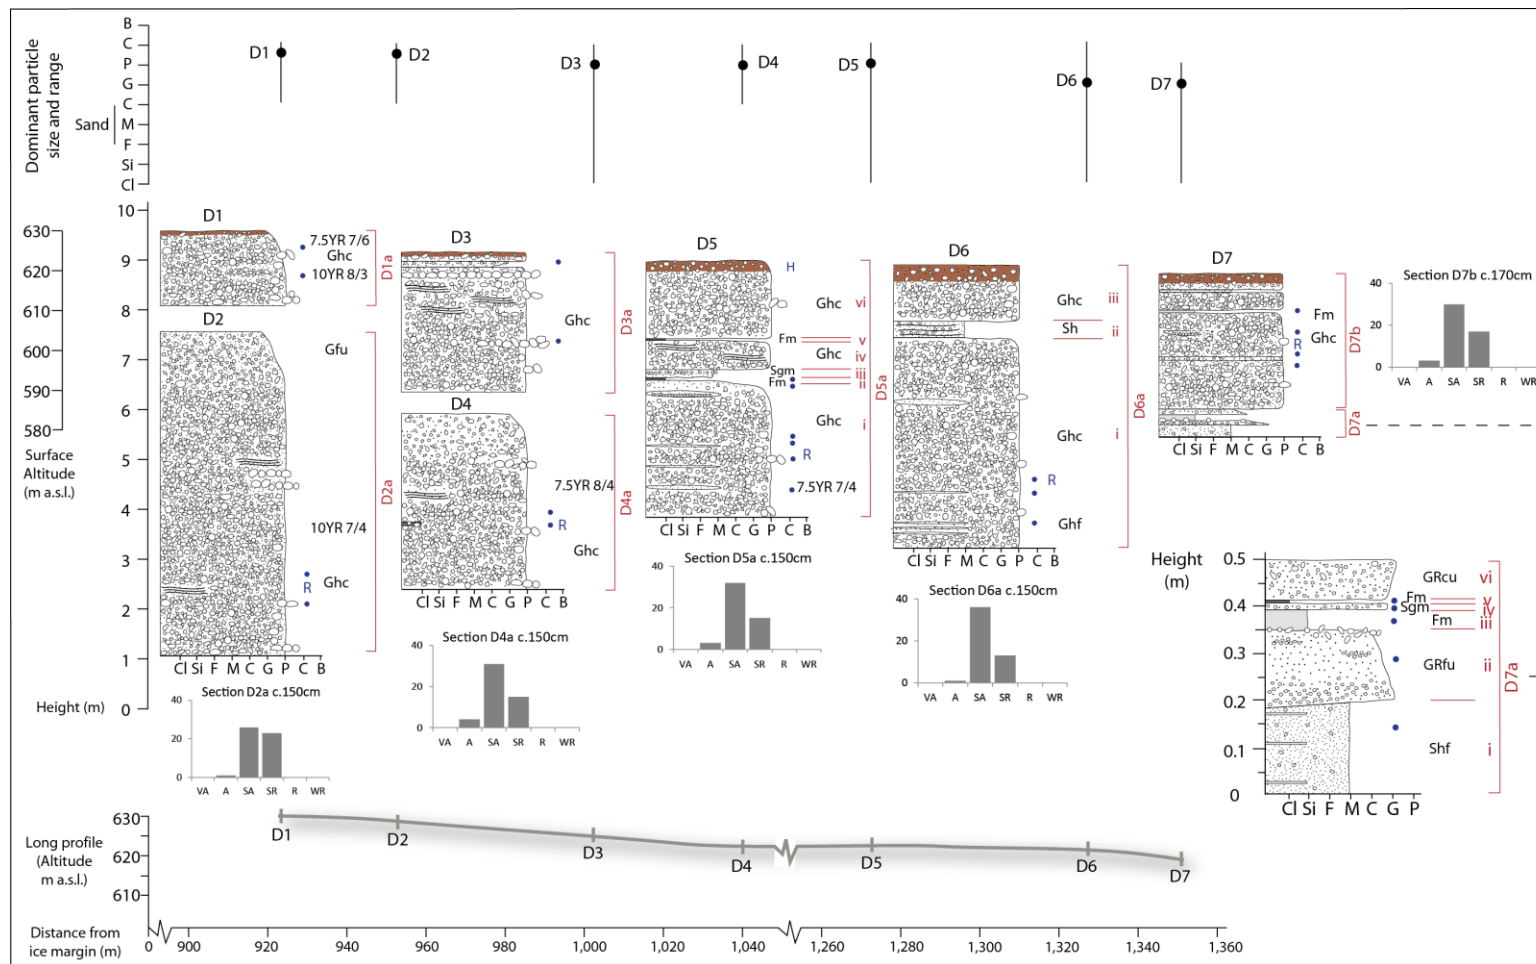 Dominant particle
size and range
B
C
P
G
C
Sand
M
F
Si
Cl
D1
D2
D3
D4
D5
D6
D7
630
620
610
600
590
580
Surface
Altitude
(m a.s.l.)
10
9
8
7
6
5
4
3
2
1
0
Height (m)
D1
7.5YR 7/6
Ghc
10YR 8/3
D1a
D2
Gfu
10YR 7/4
R
Ghc
D2a
Cl Si F M C G P C B
Section D2a c.150cm
40
20
0
VA A SA SR R WR
D3
Ghc
D3a
D4
7.5YR 8/4
R
Ghc
D4a
Cl Si F M C G P C B
Section D4a c.150cm
40
20
0
VA A SA SR R WR
D5
H
Ghc
vi
Fm
v
Ghc
iv
Sgm
iii
Fm
ii
Ghc
i
R
7.5YR 7/4
D5a
Cl Si F M C G P C B
Section D5a c.150cm
40
20
0
VA A SA SR R WR
D6
Ghc
iii
Sh
ii
Ghc
i
R
Ghf
D6a
Cl Si F M C G P C B
Section D6a c.150cm
40
20
0
VA A SA SR R WR
D7
Fm
Ghc
R
D7b
D7a
Cl Si F M C G P C B
Section D7b c.170cm
40
20
0
VA A SA SR R WR
Height
(m)
0.5
0.4
0.3
0.2
0.1
0
GRcu
vi
Fm
v
Sgm
iv
Fm
iii
GRfu
ii
Shf
i
D7a
Cl Si F M C G P
Long profile
(Altitude
m a.s.l.)
630
620
610
D1
D2
D3
D4
D5
D6
D7
Distance from
ice margin (m)
0 900 920 940 960 980 1,000 1,020 1,040 1,260 1,280 1,300 1,320 1,340 1,360